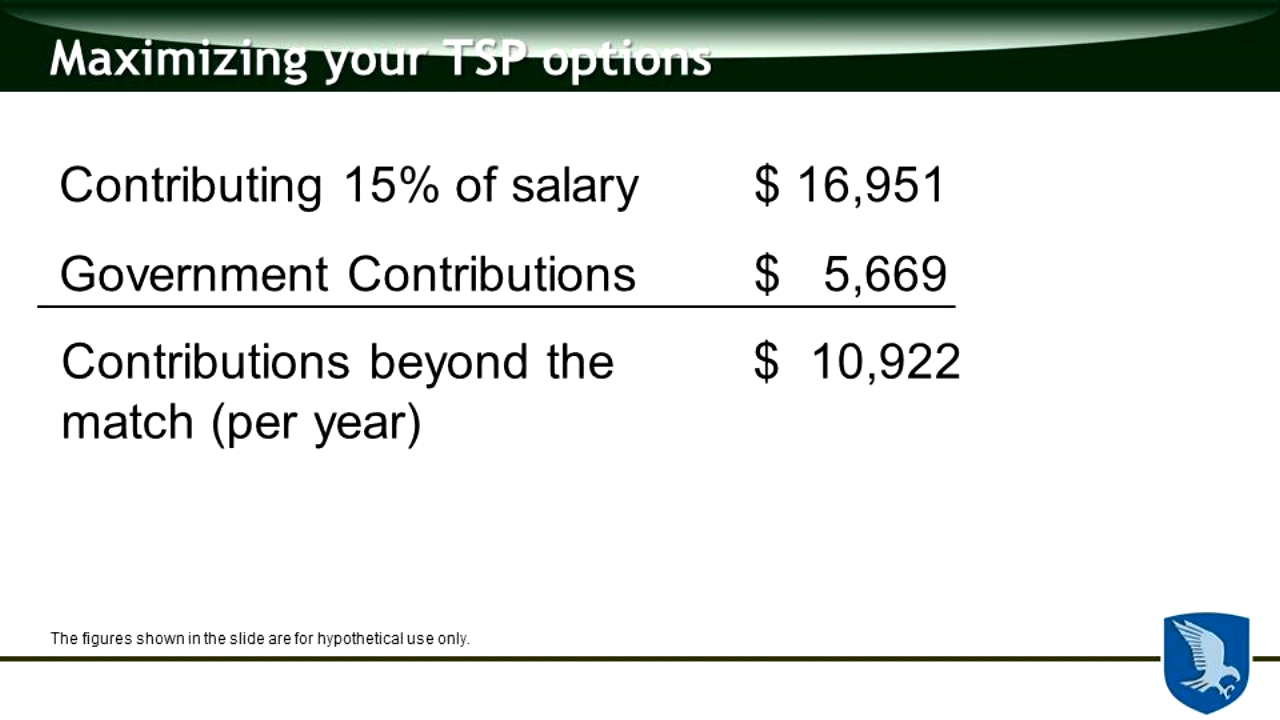 Maximizing your TSP options
Contributing 15% of salary $ 16,951
Government Contributions $ 5,669
Contributions beyond the $ 10,922
match (per year)
The figures shown in the slide are for hypothetical use only.